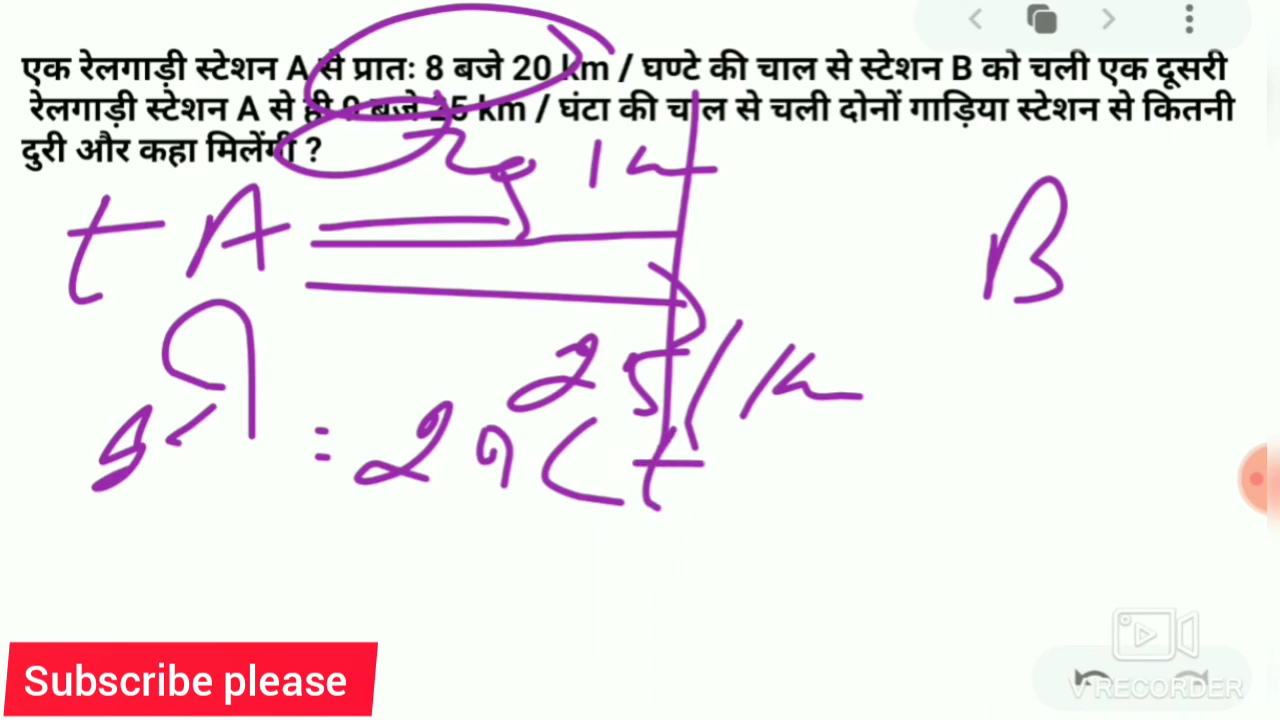 एक रेलगाड़ी स्टेशन A से प्रातः 8 बजे 20 km / घण्टे की चाल से स्टेशन B को चली एक दूसरी
रेलगाड़ी स्टेशन A से ही 9 बजे 25 km / घंटा की चाल से चली दोनों गाड़िया स्टेशन से कितनी
दुरी और कहा मिलेंगी ?
t A B
25
Subscribe please
V RECORDER